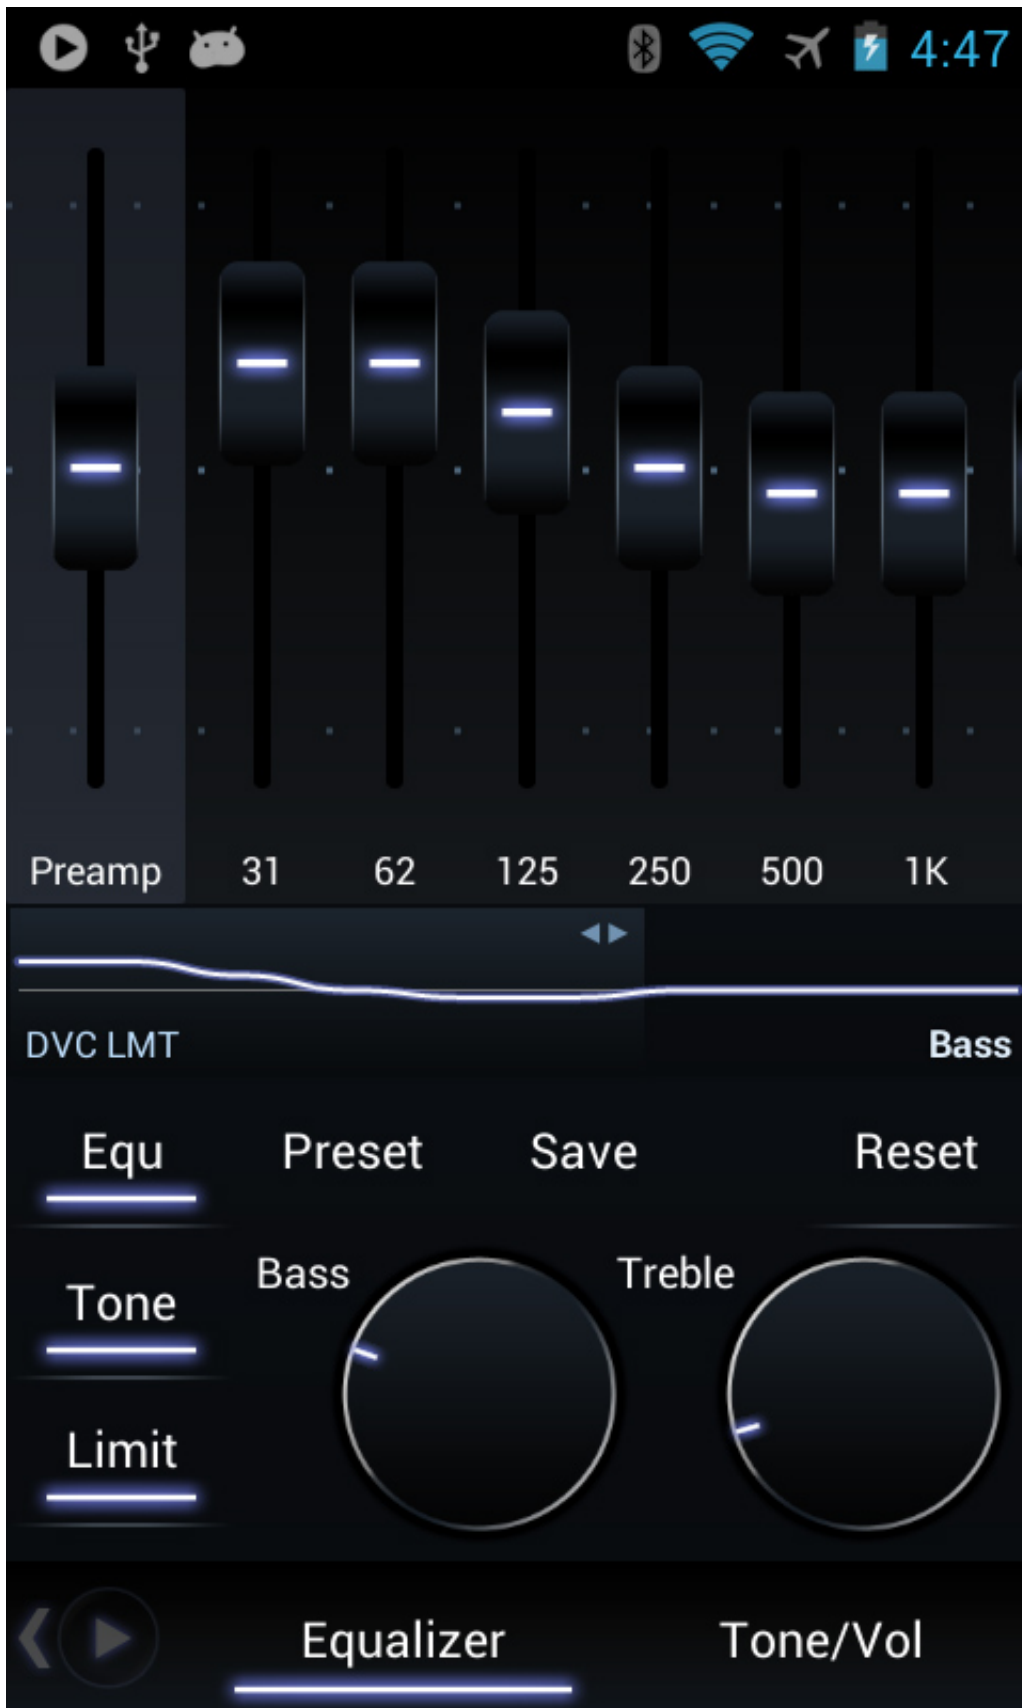 4:47
Preamp 31 62 125 250 500 1K
DVC LMT Bass
Equ Preset Save Reset
Bass Treble
Tone
Limit
Equalizer Tone/Vol